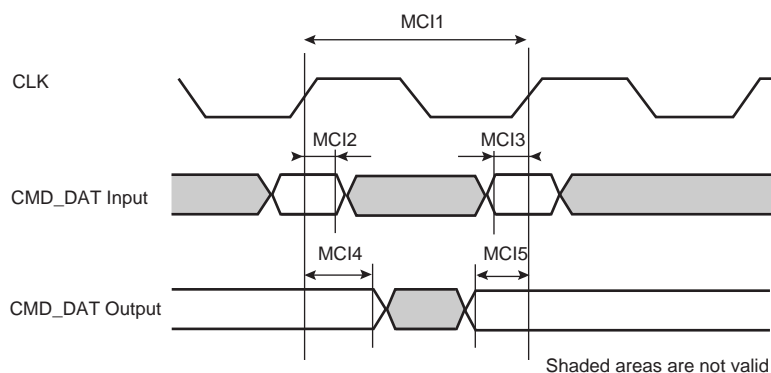 MCI1
CLK
MCI2
MCI3
CMD_DAT Input
MCI4
MCI5
CMD_DAT Output
Shaded areas are not valid